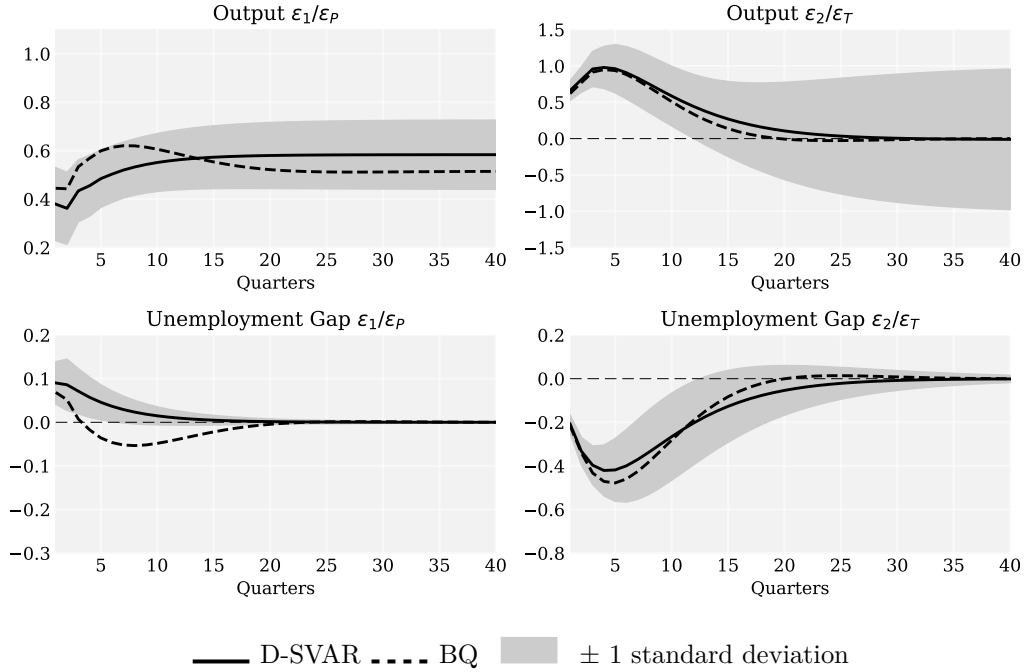 Output ε₁/ε_P
Output ε₂/ε_T
1.0
0.8
0.6
0.4
0.2
5 10 15 20 25 30 35 40
Quarters
1.5
1.0
0.5
0.0
−0.5
−1.0
−1.5
5 10 15 20 25 30 35 40
Quarters
Unemployment Gap ε₁/ε_P
Unemployment Gap ε₂/ε_T
0.2
0.1
0.0
−0.1
−0.2
−0.3
5 10 15 20 25 30 35 40
Quarters
0.2
0.0
−0.2
−0.4
−0.6
−0.8
5 10 15 20 25 30 35 40
Quarters
D-SVAR BQ ± 1 standard deviation